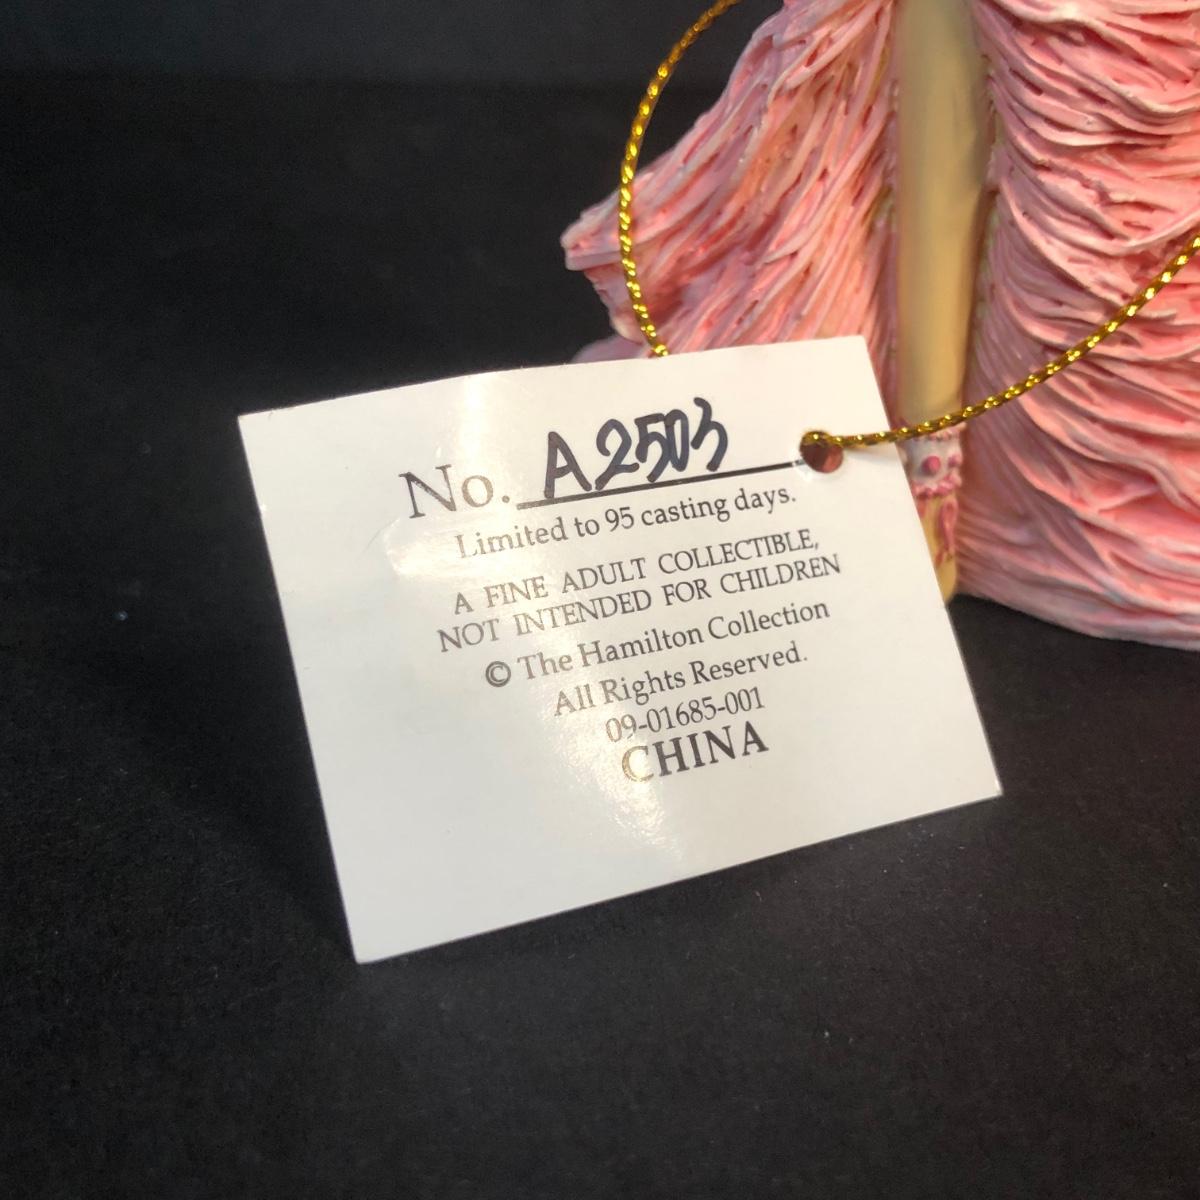 No. A2503
Limited to 95 casting days.
A FINE ADULT COLLECTIBLE,
NOT INTENDED FOR CHILDREN
© The Hamilton Collection
All Rights Reserved.
09-01685-001
CHINA